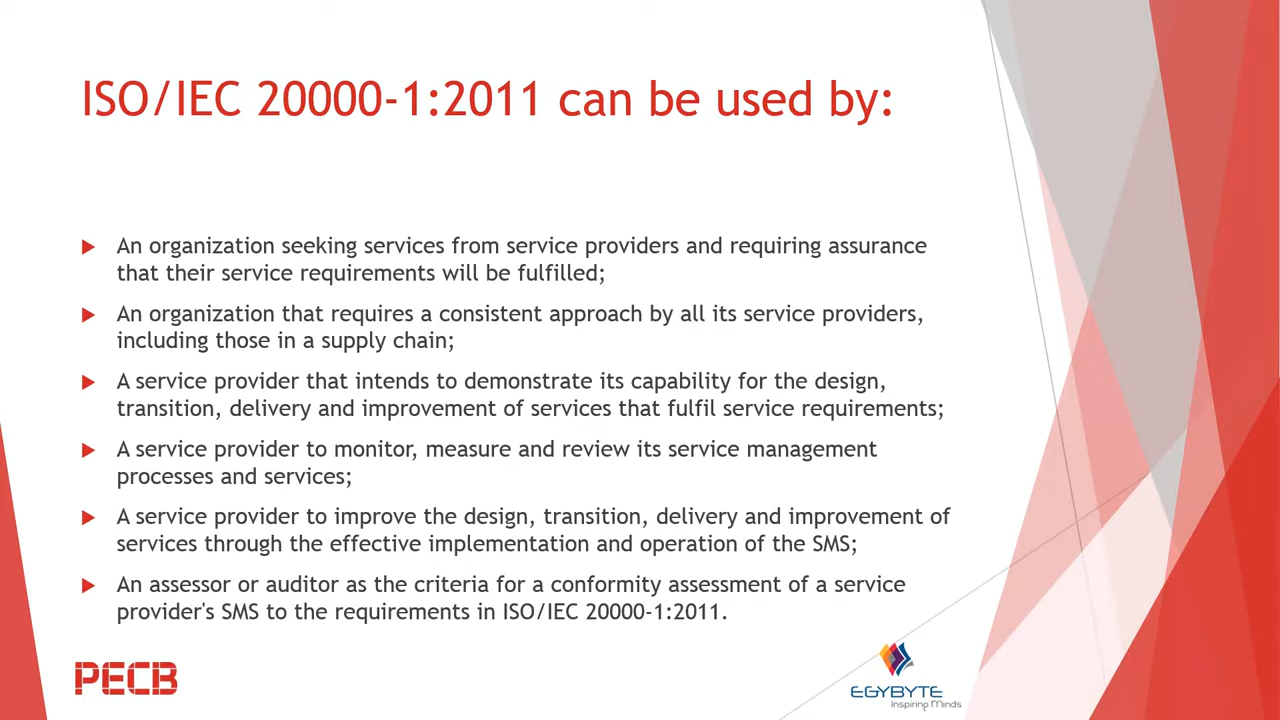 ISO/IEC 20000-1:2011 can be used by:
An organization seeking services from service providers and requiring assurance
that their service requirements will be fulfilled;
An organization that requires a consistent approach by all its service providers,
including those in a supply chain;
A service provider that intends to demonstrate its capability for the design,
transition, delivery and improvement of services that fulfil service requirements;
A service provider to monitor, measure and review its service management
processes and services;
A service provider to improve the design, transition, delivery and improvement of
services through the effective implementation and operation of the SMS;
An assessor or auditor as the criteria for a conformity assessment of a service
provider's SMS to the requirements in ISO/IEC 20000-1:2011.
PECB
EGYBYTE
Inspiring Minds